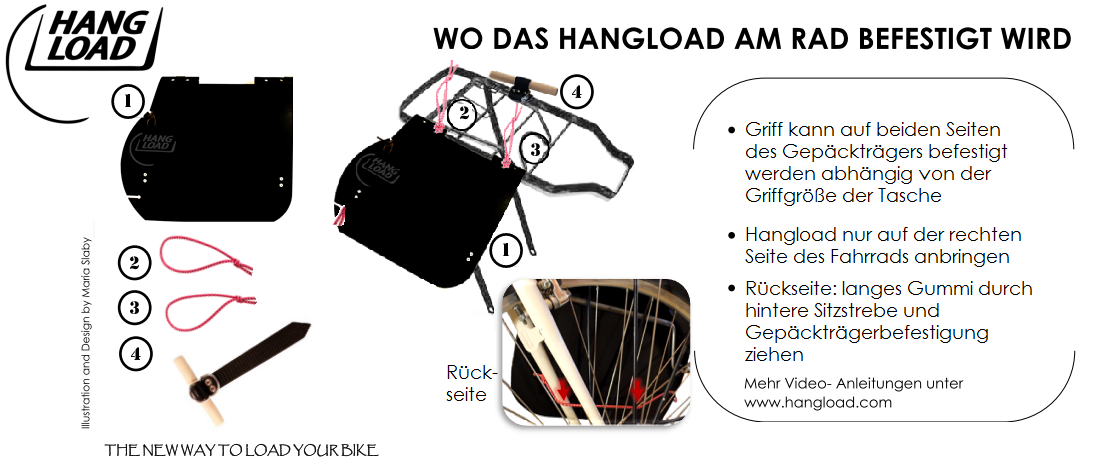 HANG
LOAD
WO DAS HANGLOAD AM RAD BEFESTIGT WIRD
1
HANG
LOAD
2
3
4
Illustration and Design by Maria Slaby
4
2
3
HANG
LOAD
1
Rück-
seite
• Griff kann auf beiden Seiten
des Gepäckträgers befestigt
werden abhängig von der
Griffgröße der Tasche
• Hangload nur auf der rechten
Seite des Fahrrads anbringen
• Rückseite: langes Gummi durch
hintere Sitzstrebe und
Gepäckträgerbefestigung
ziehen
Mehr Video- Anleitungen unter
www.hangload.com
THE NEW WAY TO LOAD YOUR BIKE